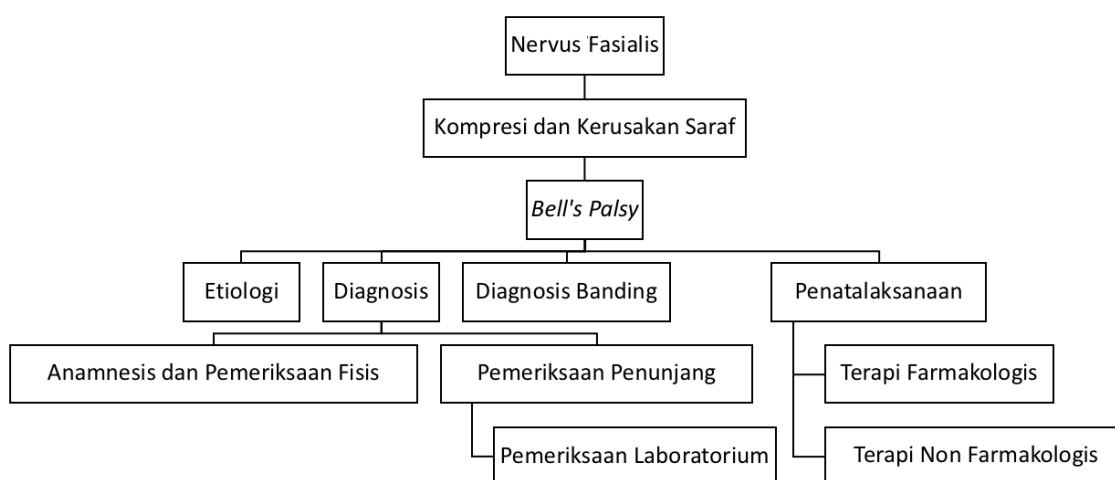 Nervus Fasialis
Kompresi dan Kerusakan Saraf
Bell's Palsy
Etiologi
Diagnosis
Diagnosis Banding
Penatalaksanaan
Anamnesis dan Pemeriksaan Fisis
Pemeriksaan Penunjang
Terapi Farmakologis
Pemeriksaan Laboratorium
Terapi Non Farmakologis